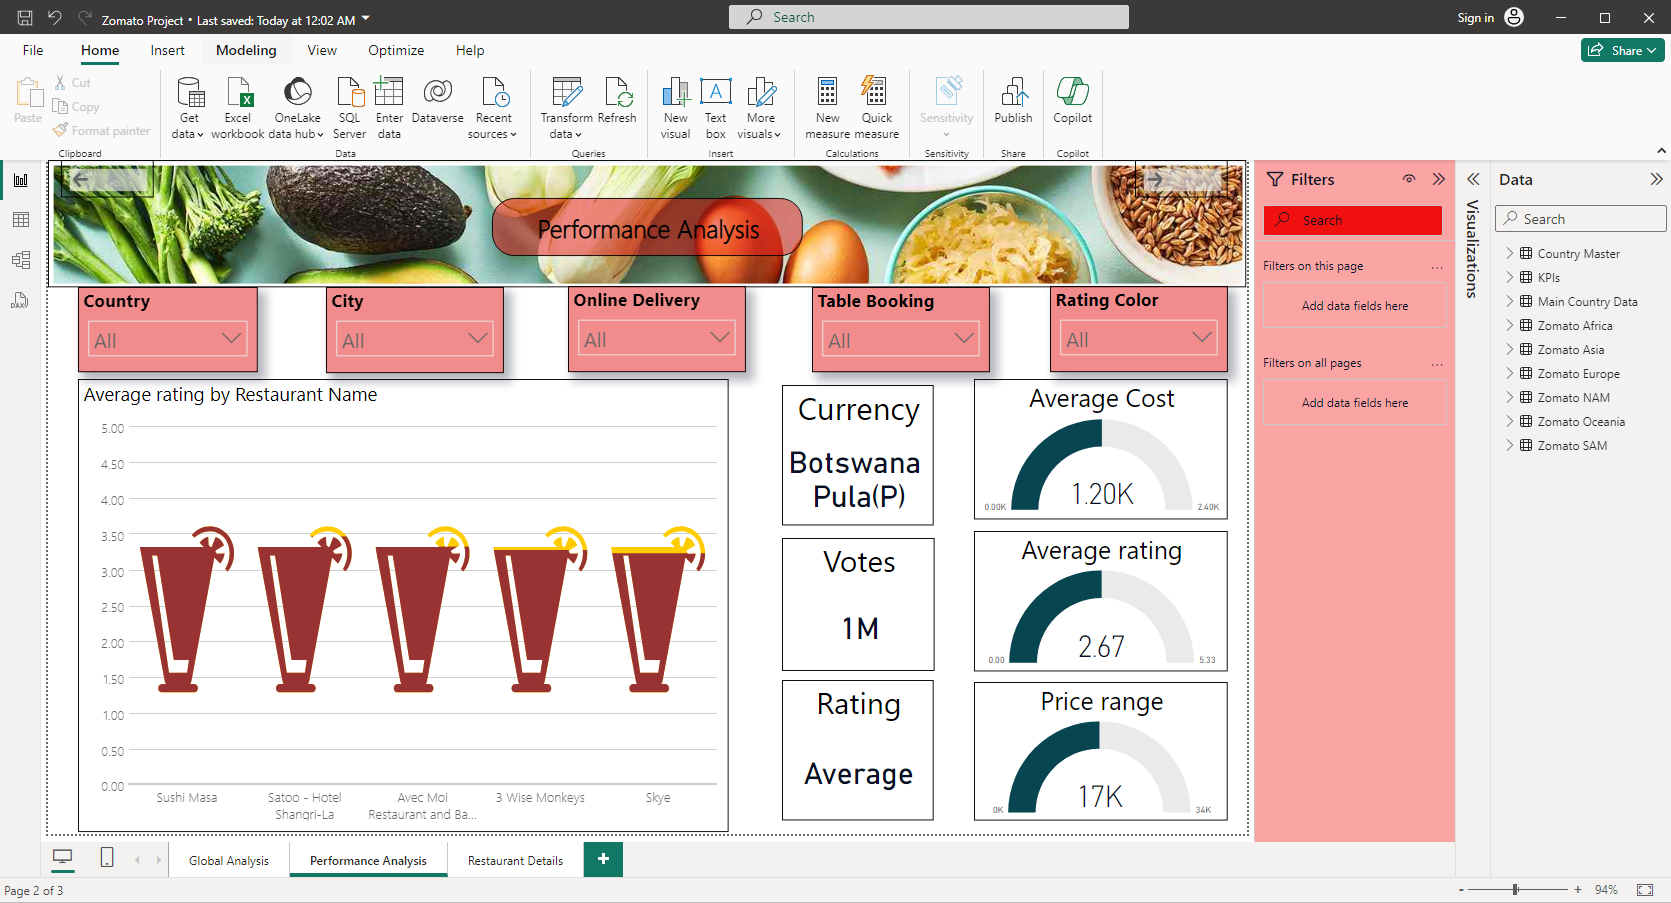 Zomato Project • Last saved: Today at 12:02 AM
Search
Sign in
File
Home
Insert
Modeling
View
Optimize
Help
Share
Paste
Cut
Copy
Format painter
Clipboard
Get
data
Excel
workbook
OneLake
data hub
SQL
Server
Enter
data
Dataverse
Recent
sources
Data
Transform
data
Refresh
Queries
New
visual
Text
box
More
visuals
Insert
New
measure
Quick
measure
Calculations
Sensitivity
Sensitivity
Publish
Share
Copilot
Copilot
Performance Analysis
Country
All
City
All
Online Delivery
All
Table Booking
All
Rating Color
All
Average rating by Restaurant Name
5.00
4.50
4.00
3.50
3.00
2.50
2.00
1.50
1.00
0.50
0.00
Sushi Masa
Satoo - Hotel
Shangri-La
Avec Moi
Restaurant and Ba...
3 Wise Monkeys
Skye
Currency
Botswana
Pula(P)
Votes
1M
Rating
Average
Average Cost
1.20K
0.00K
2.40K
Average rating
2.67
0.00
5.33
Price range
17K
0K
34K
Filters
Search
Filters on this page
...
Add data fields here
Filters on all pages
...
Add data fields here
Visualizations
Data
Search
Country Master
KPIs
Main Country Data
Zomato Africa
Zomato Asia
Zomato Europe
Zomato NAM
Zomato Oceania
Zomato SAM
DAX
Global Analysis
Performance Analysis
Restaurant Details
+
Page 2 of 3
- + 94%